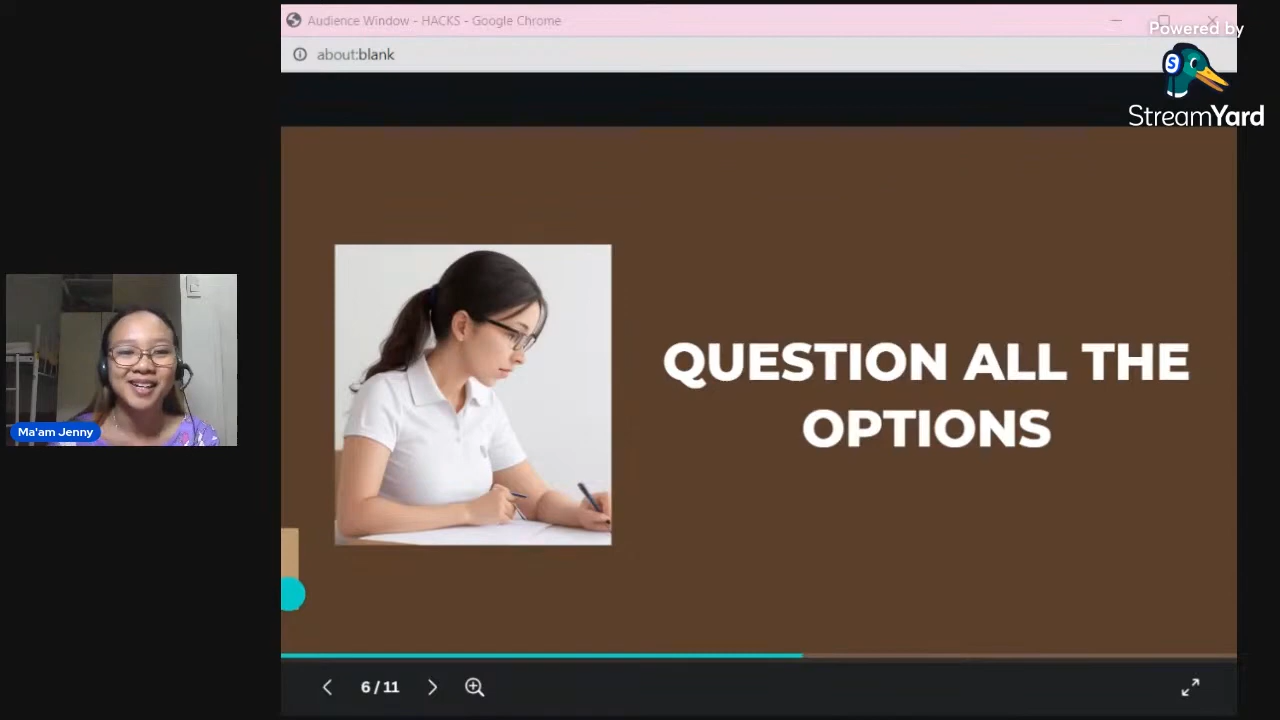 Audience Window - HACKS - Google Chrome
about:blank
Powered by
S
StreamYard
QUESTION ALL THE
OPTIONS
Ma'am Jenny
6 / 11